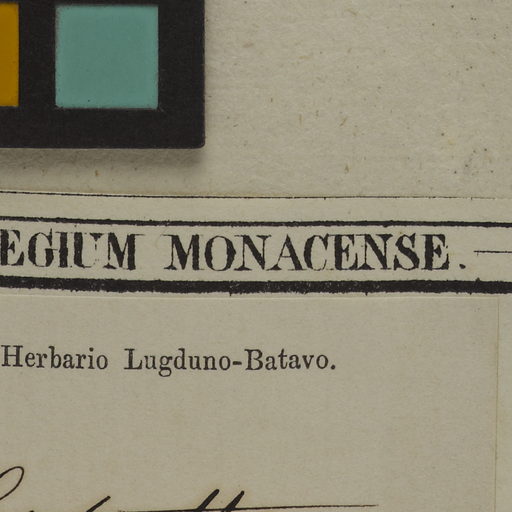 EGIUM MONACENSE.
Herbario Lugduno-Batavo.